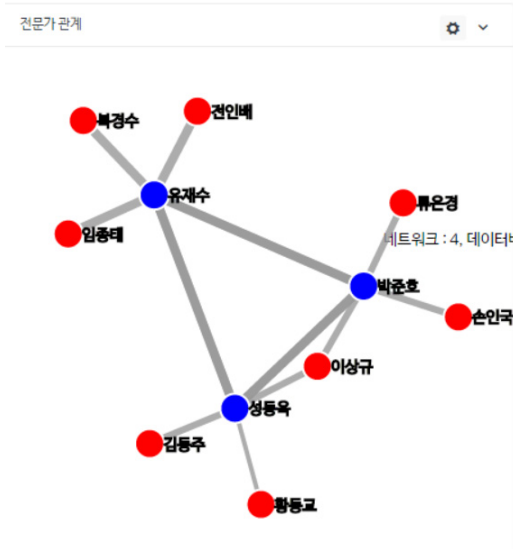 전문가 관계
전인배
복경수
유재수
류은경
임종태
네트워크 : 4, 데이터
박준호
손인국
이상규
성동욱
김동주
황동교